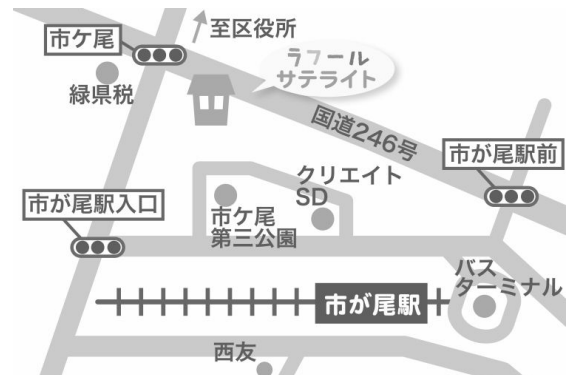 至区役所
市ケ尾
ラフール
サテライト
緑県税
国道246号
市が尾駅前
クリエイト
SD
市が尾駅入口
市ケ尾
第三公園
バス
ターミナル
市が尾駅
西友